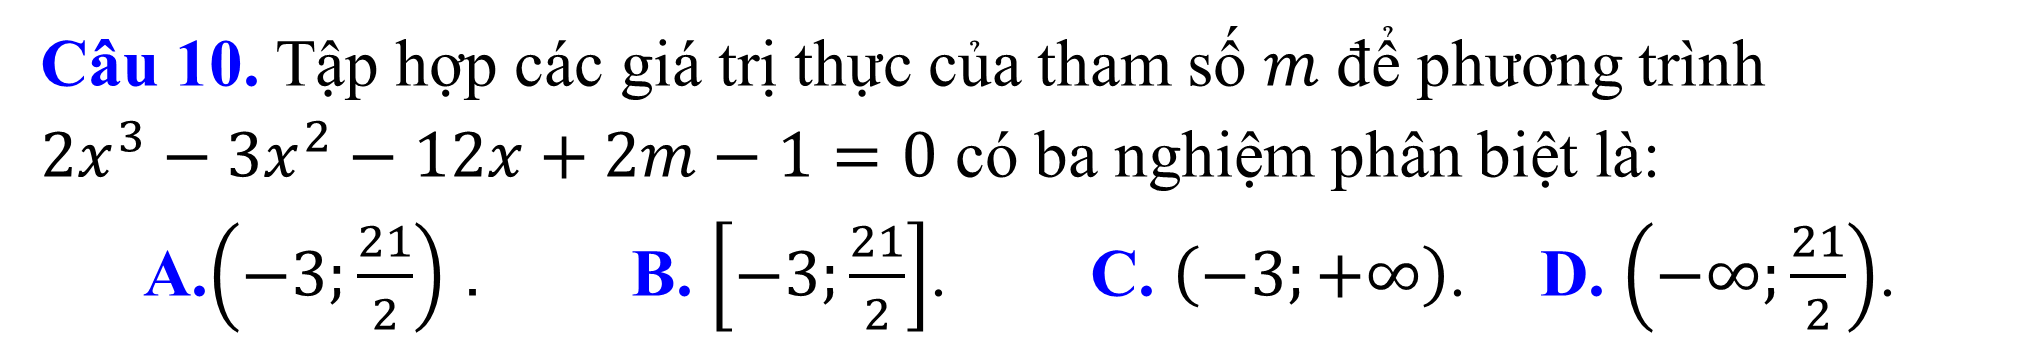 Câu 10. Tập hợp các giá trị thực của tham số m để phương trình
2x³ − 3x² − 12x + 2m − 1 = 0 có ba nghiệm phân biệt là:
A.(−3; 21/2) . B. [−3; 21/2]. C. (−3; +∞). D. (−∞; 21/2).